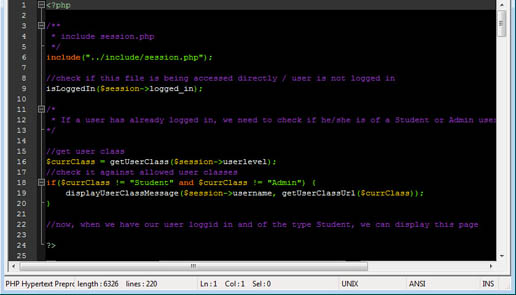 1 <?php
2
3 /**
4 * include session.php
5 */
6 include("../include/session.php");
7
8 //check if this file is being accessed directly / user is not logged in
9 isLoggedIn($session->logged_in);
10
11 /*
12 * If a user has already logged in, we need to check if he/she is of a Student or Admin use
13 */
14
15 //get user class
16 $currClass = getUserClass($session->userlevel);
17 //check it against allowed user classes
18 if($currClass != "Student" and $currClass != "Admin") {
19 displayUserClassMessage($session->username, getUserClassUrl($currClass));
20 }
21
22 //now, when we have our user loggid in and of the type Student, we can display this page
23
24 ?>
25
PHP Hypertext Prepro length : 6326 lines : 220 Ln : 1 Col : 1 Sel : 0 UNIX ANSI INS